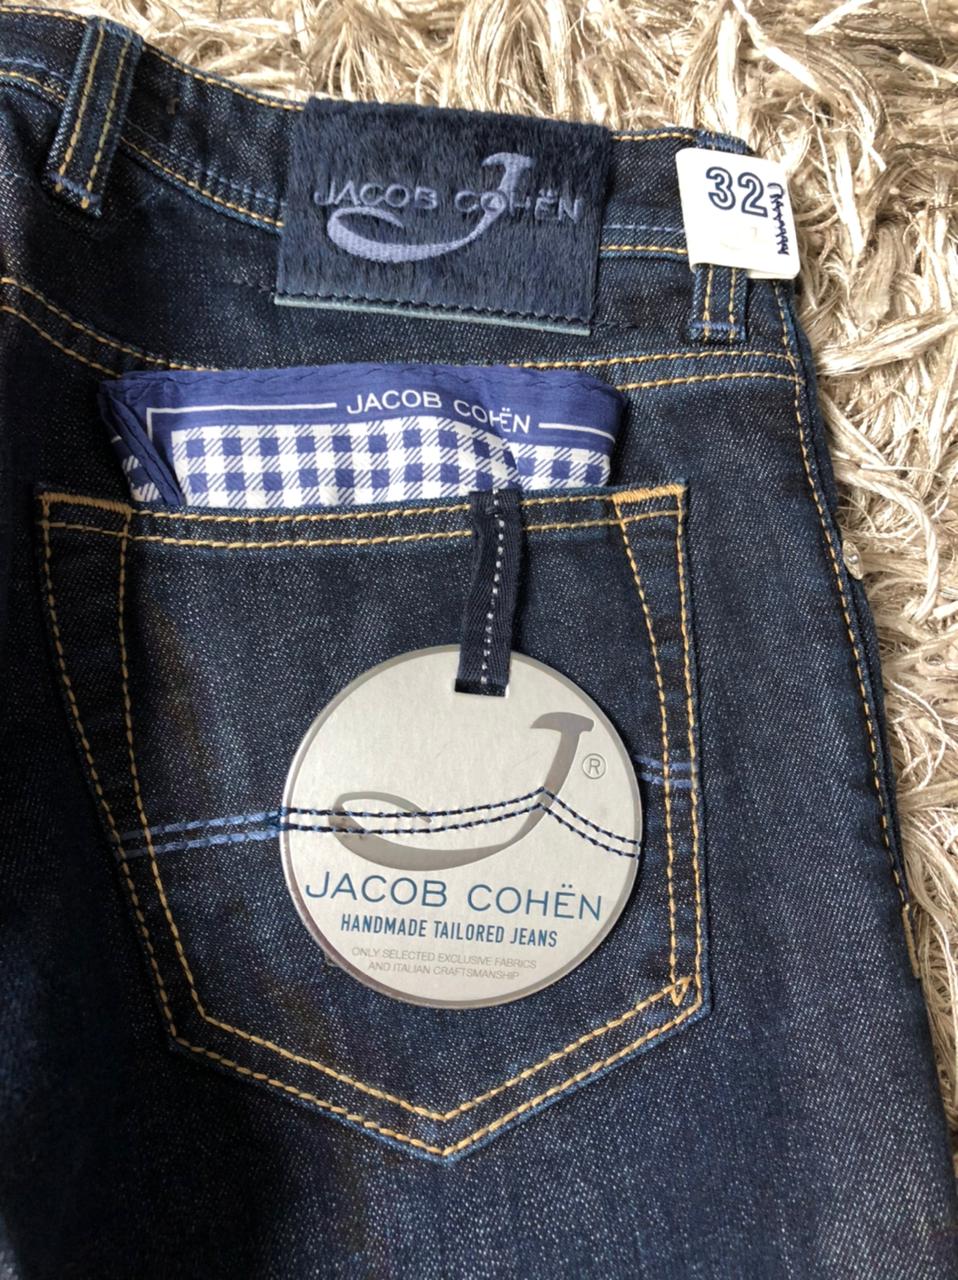 JACOB COHËN
32
JACOB COHËN
®
JACOB COHËN
HANDMADE TAILORED JEANS
ONLY SELECTED EXCLUSIVE FABRICS
AND ITALIAN CRAFTSMANSHIP